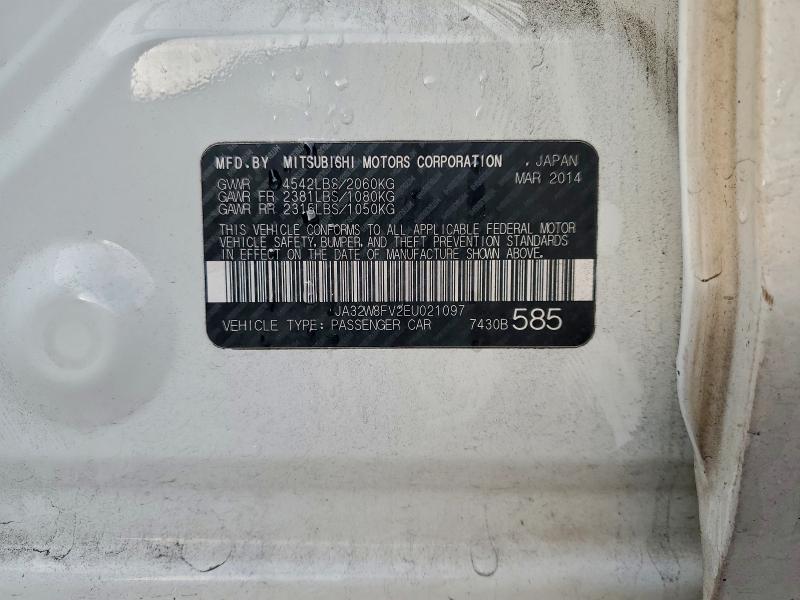 MFD.BY MITSUBISHI MOTORS CORPORATION , JAPAN
MAR 2014
GVWR 4542LBS/2060KG
GAWR FR 2381LBS/1080KG
GAWR RR 2315LBS/1050KG
THIS VEHICLE CONFORMS TO ALL APPLICABLE FEDERAL MOTOR
VEHICLE SAFETY, BUMPER, AND THEFT PREVENTION STANDARDS
IN EFFECT ON THE DATE OF MANUFACTURE SHOWN ABOVE.
JA32W8FV2EU021097
VEHICLE TYPE: PASSENGER CAR 7430B 585